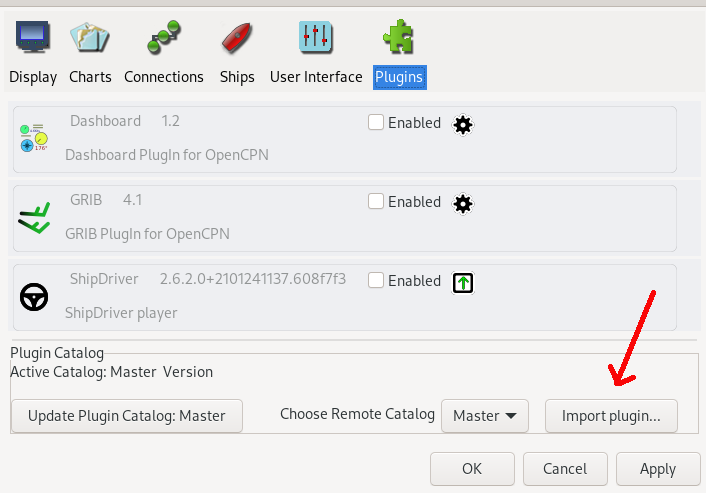 Display Charts Connections Ships User Interface Plugins
Dashboard 1.2 Enabled
Dashboard PlugIn for OpenCPN
GRIB 4.1 Enabled
GRIB PlugIn for OpenCPN
ShipDriver 2.6.2.0+2101241137.608f7f3 Enabled
ShipDriver player
Plugin Catalog
Active Catalog: Master Version
Update Plugin Catalog: Master Choose Remote Catalog Master Import plugin...
OK Cancel Apply